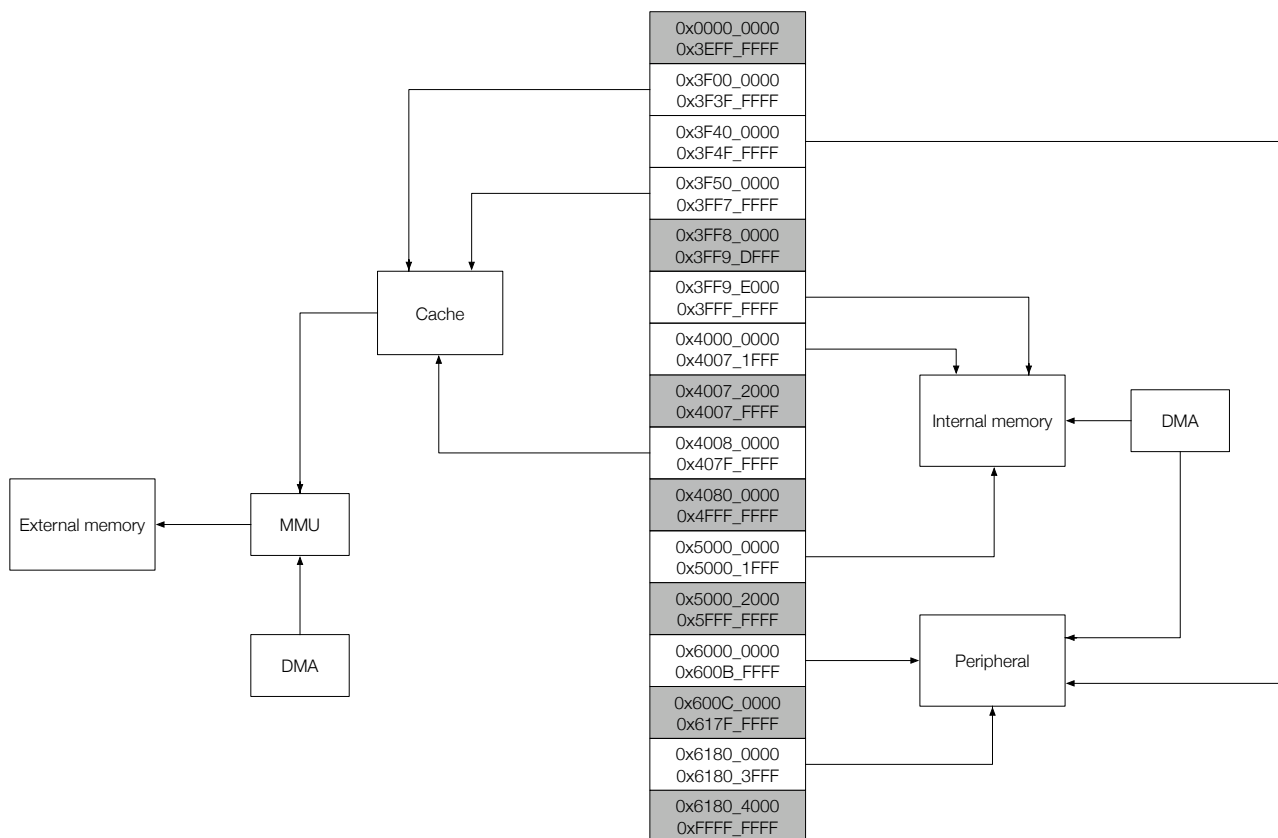 0x0000_0000
0x3EFF_FFFF
0x3F00_0000
0x3F3F_FFFF
0x3F40_0000
0x3F4F_FFFF
0x3F50_0000
0x3FF7_FFFF
0x3FF8_0000
0x3FF9_DFFF
0x3FF9_E000
0x3FFF_FFFF
Cache
0x4000_0000
0x4007_1FFF
0x4007_2000
0x4007_FFFF
Internal memory
DMA
0x4008_0000
0x407F_FFFF
0x4080_0000
0x4FFF_FFFF
External memory
MMU
0x5000_0000
0x5000_1FFF
0x5000_2000
0x5FFF_FFFF
DMA
0x6000_0000
0x600B_FFFF
Peripheral
0x600C_0000
0x617F_FFFF
0x6180_0000
0x6180_3FFF
0x6180_4000
0xFFFF_FFFF